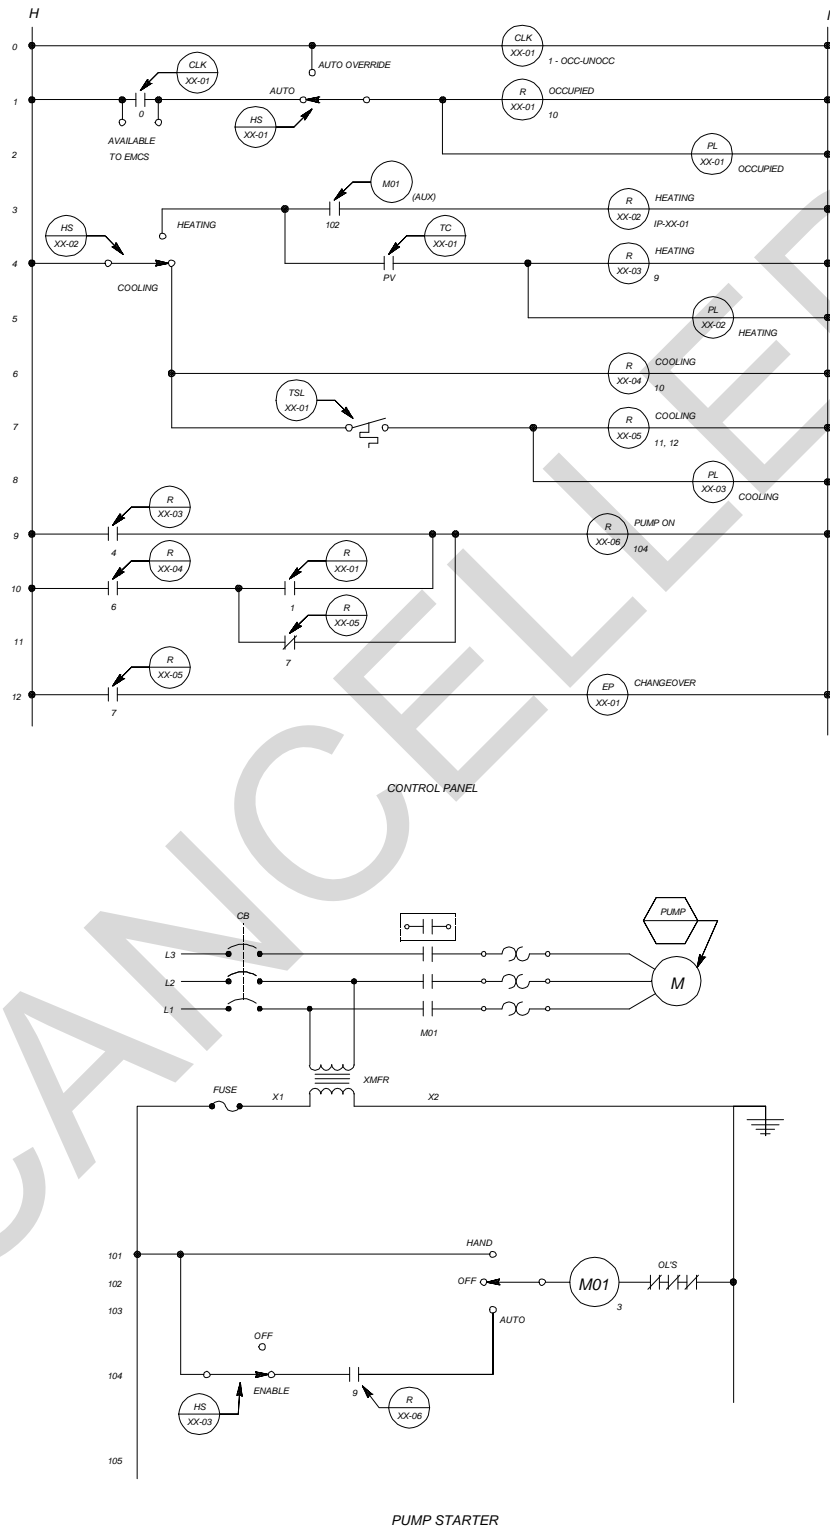 H
I
0
CLK
XX-01
1 - OCC-UNOCC
AUTO OVERRIDE
CLK
XX-01
1
0
AVAILABLE
TO EMCS
AUTO
HS
XX-01
R
XX-01
OCCUPIED
10
2
PL
XX-01
OCCUPIED
3
M01
(AUX)
102
R
XX-02
HEATING
IP-XX-01
HEATING
HS
XX-02
4
COOLING
TC
XX-01
PV
R
XX-03
HEATING
9
5
PL
XX-02
HEATING
6
R
XX-04
COOLING
10
7
TSL
XX-01
R
XX-05
COOLING
11, 12
8
PL
XX-03
COOLING
9
R
XX-03
4
R
XX-06
PUMP ON
104
10
R
XX-04
6
R
XX-01
1
11
R
XX-05
7
12
R
XX-05
7
EP
XX-01
CHANGEOVER
CONTROL PANEL
CB
PUMP
L3
L2
L1
M
M01
XMFR
FUSE
X1
X2
101
HAND
102
OFF
M01
3
OL'S
103
AUTO
OFF
104
ENABLE
9
HS
XX-03
R
XX-06
105
PUMP STARTER
CANCELLED